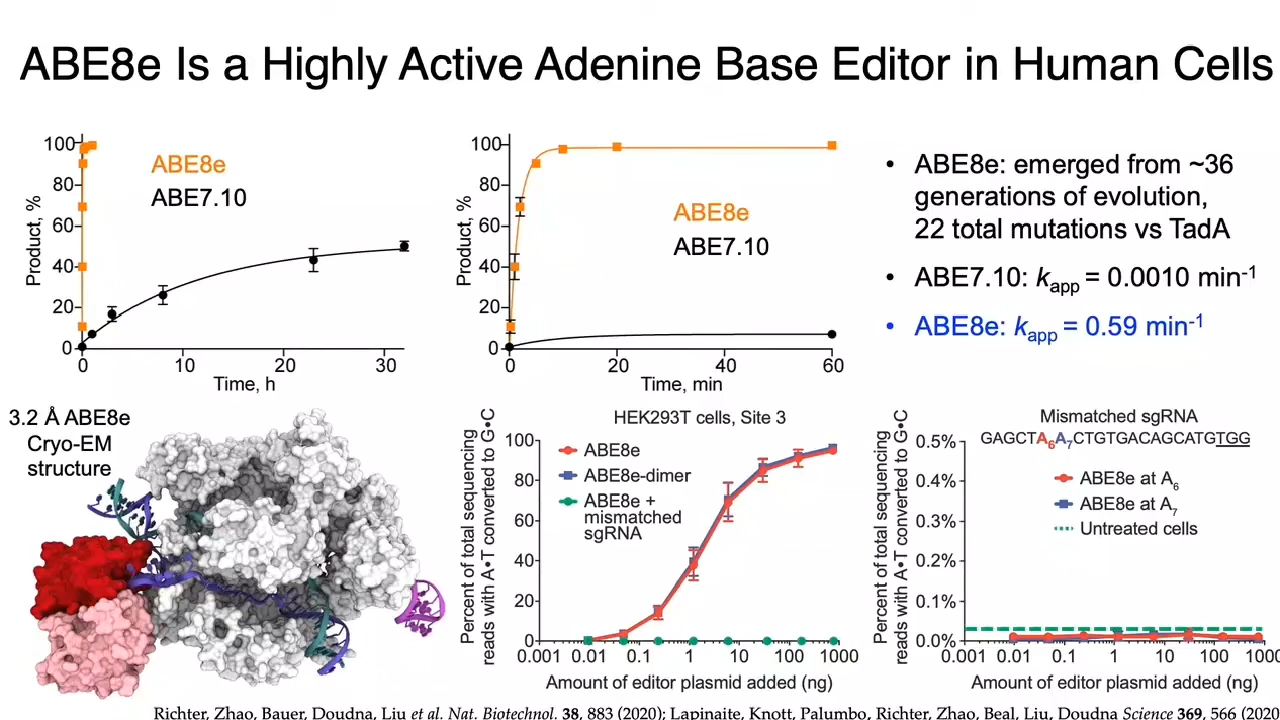 ABE8e Is a Highly Active Adenine Base Editor in Human Cells
100
80
60
40
20
0
Product, %
ABE8e
ABE7.10
0
10
20
30
Time, h
100
80
60
40
20
0
Product, %
ABE8e
ABE7.10
0
20
40
60
Time, min
• ABE8e: emerged from ~36
generations of evolution,
22 total mutations vs TadA
• ABE7.10: kapp = 0.0010 min-1
• ABE8e: kapp = 0.59 min-1
3.2 Å ABE8e
Cryo-EM
structure
HEK293T cells, Site 3
Percent of total sequencing
reads with A•T converted to G•C
100
80
60
40
20
0
ABE8e
ABE8e-dimer
ABE8e +
mismatched
sgRNA
0.001
0.01
0.1
1
10
100
1000
Amount of editor plasmid added (ng)
Mismatched sgRNA
GAGCTA6A7CTGTGACAGCATGTGG
Percent of total sequencing
reads with A•T converted to G•C
0.5%
0.4%
0.3%
0.2%
0.1%
0.0%
ABE8e at A6
ABE8e at A7
Untreated cells
0.001
0.01
0.1
1
10
100
1000
Amount of editor plasmid added (ng)
Richter, Zhao, Bauer, Doudna, Liu et al. Nat. Biotechnol. 38, 883 (2020); Lapinaite, Knott, Palumbo, Richter, Zhao, Beal, Liu, Doudna Science 369, 566 (2020